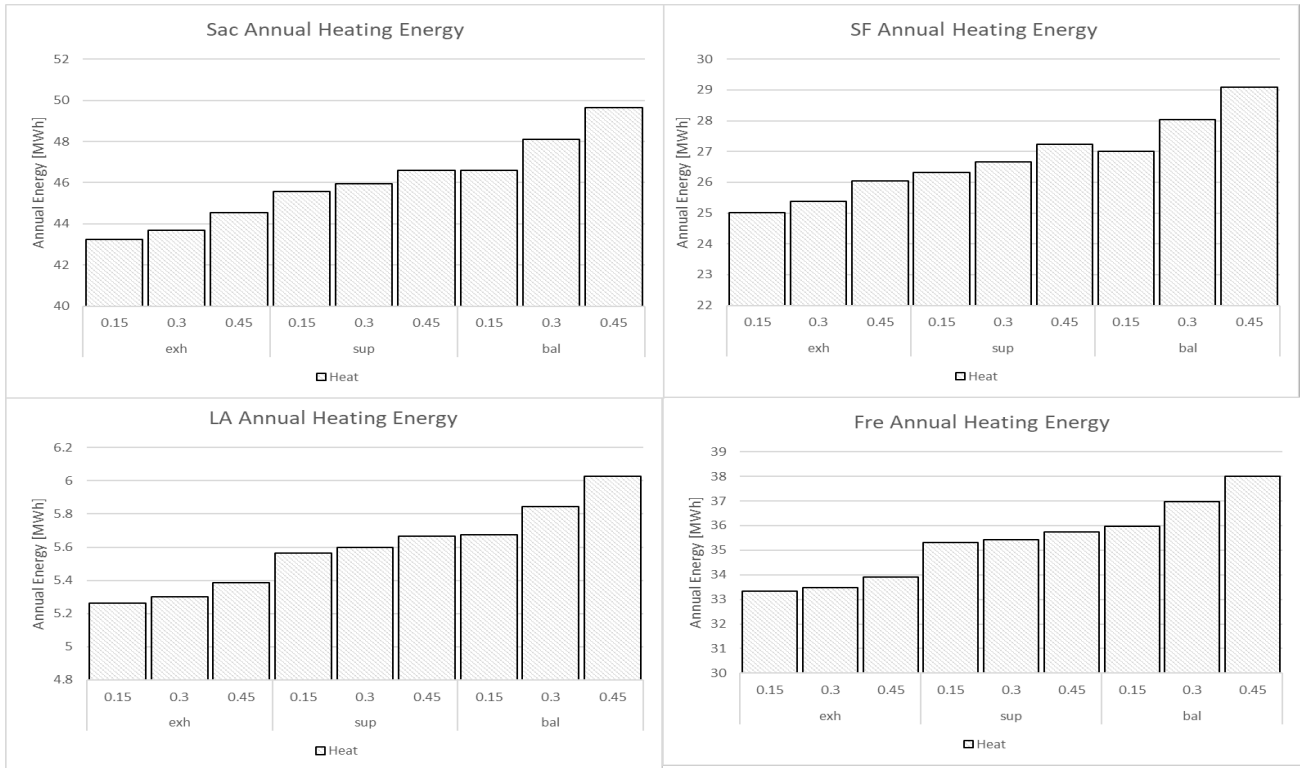 Sac Annual Heating Energy
Annual Energy [MWh]
52
50
48
46
44
42
40
0.15 0.3 0.45 0.15 0.3 0.45 0.15 0.3 0.45
exh sup bal
Heat
SF Annual Heating Energy
Annual Energy [MWh]
30
29
28
27
26
25
24
23
22
0.15 0.3 0.45 0.15 0.3 0.45 0.15 0.3 0.45
exh sup bal
Heat
LA Annual Heating Energy
Annual Energy [MWh]
6.2
6
5.8
5.6
5.4
5.2
5
4.8
0.15 0.3 0.45 0.15 0.3 0.45 0.15 0.3 0.45
exh sup bal
Heat
Fre Annual Heating Energy
Annual Energy [MWh]
39
38
37
36
35
34
33
32
31
30
0.15 0.3 0.45 0.15 0.3 0.45 0.15 0.3 0.45
exh sup bal
Heat